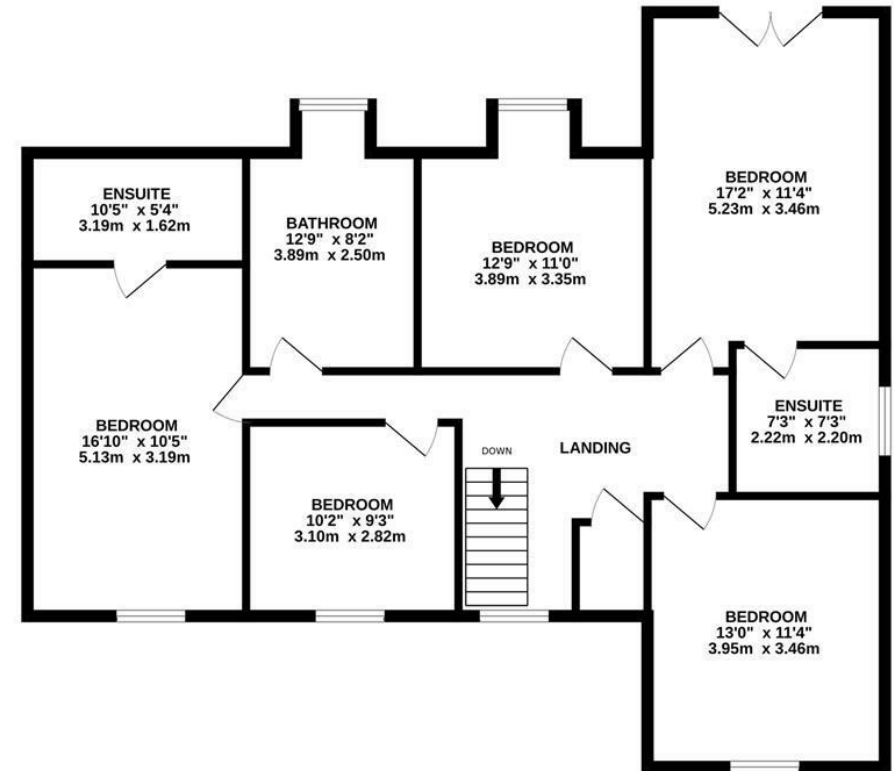 BEDROOM
17'2" x 11'4"
5.23m x 3.46m
ENSUITE
10'5" x 5'4"
3.19m x 1.62m
BATHROOM
12'9" x 8'2"
3.89m x 2.50m
BEDROOM
12'9" x 11'0"
3.89m x 3.35m
BEDROOM
16'10" x 10'5"
5.13m x 3.19m
ENSUITE
7'3" x 7'3"
2.22m x 2.20m
DOWN
LANDING
BEDROOM
10'2" x 9'3"
3.10m x 2.82m
BEDROOM
13'0" x 11'4"
3.95m x 3.46m